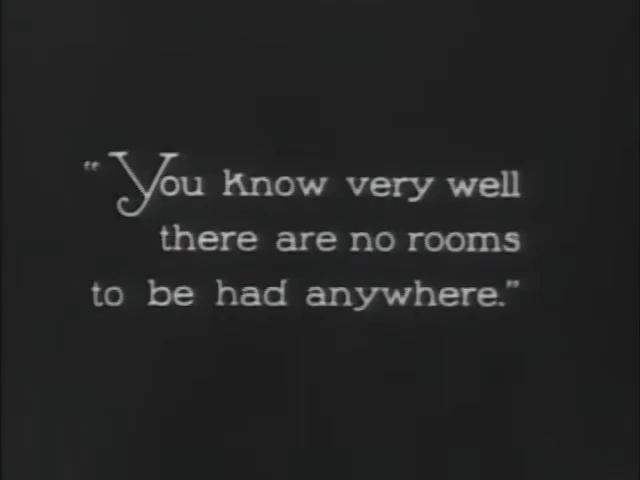 "You know very well
there are no rooms
to be had anywhere."